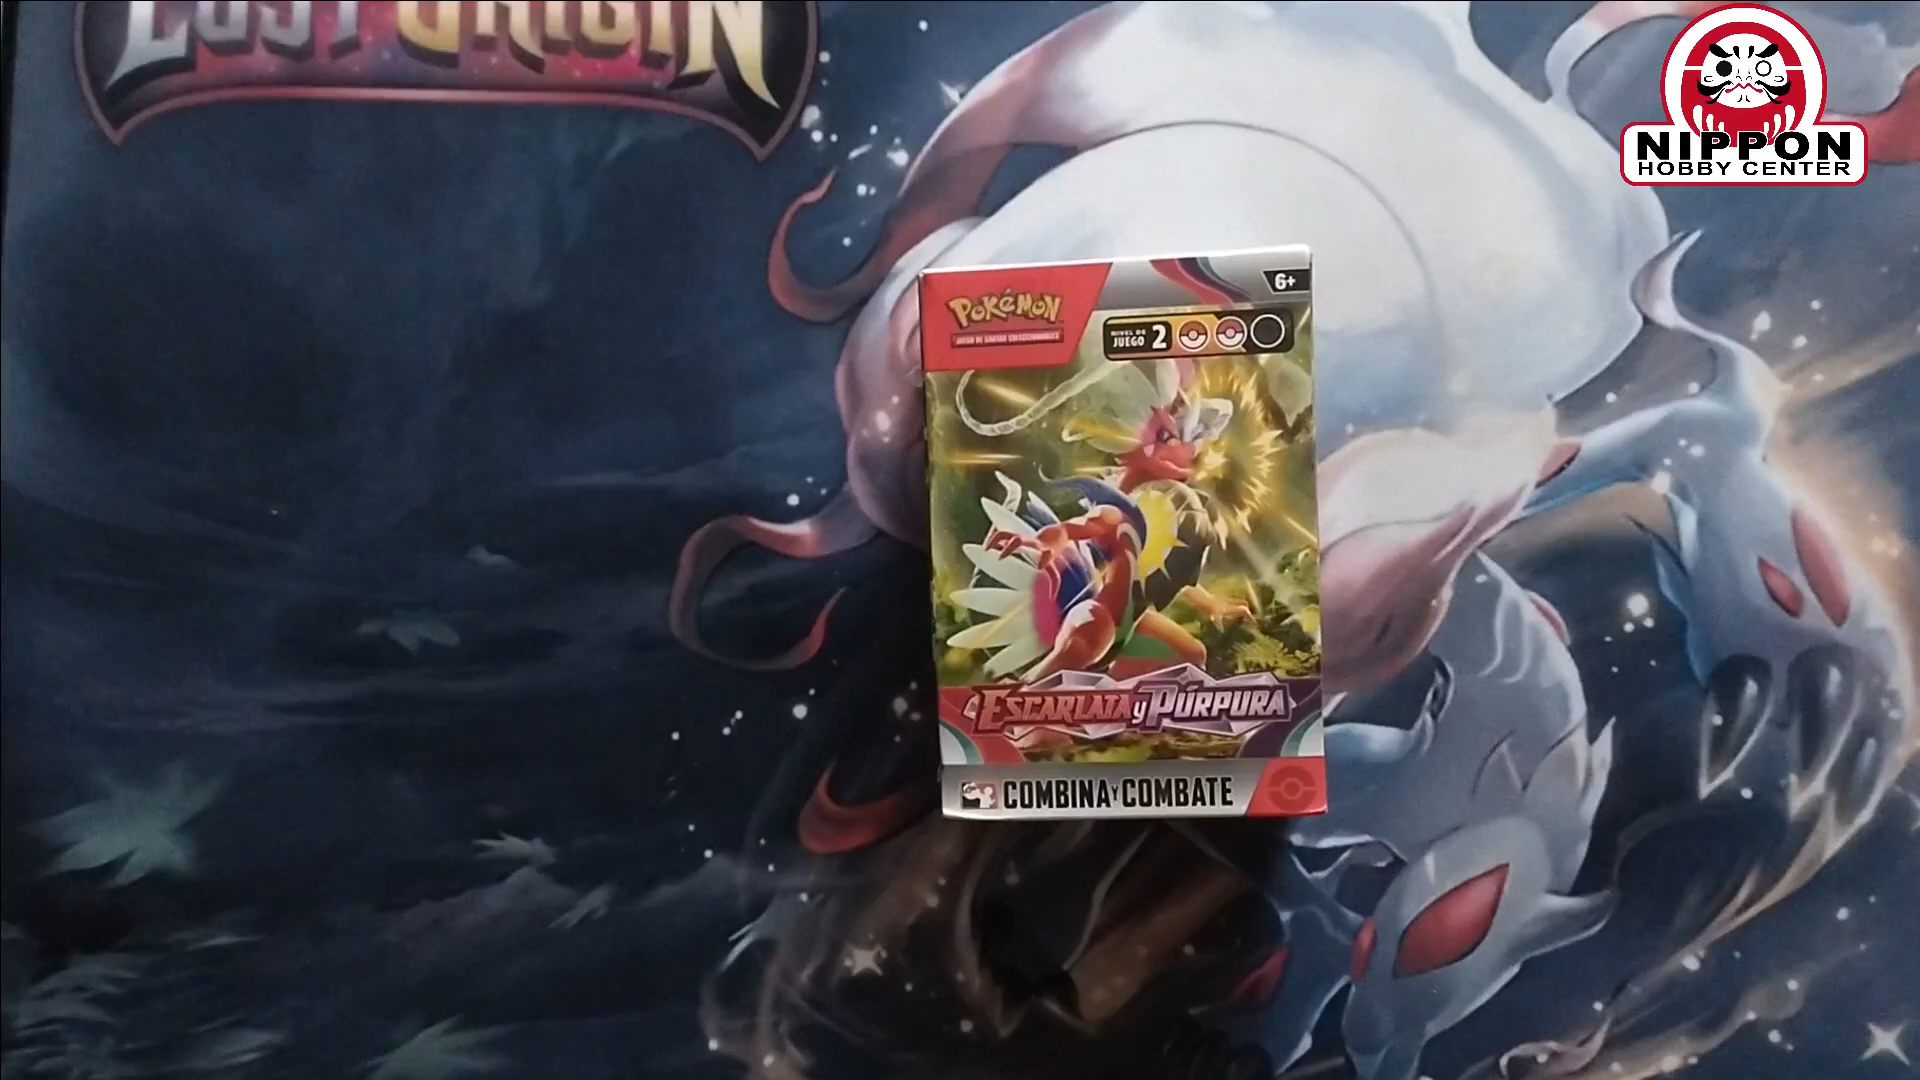 LOST ORIGIN
NIPPON
HOBBY CENTER
6+
POKéMON
JUEGO DE CARTAS COLECCIONABLES
NIVEL DE
JUEGO 2
ESCARLATA y PÚRPURA
COMBINA Y COMBATE